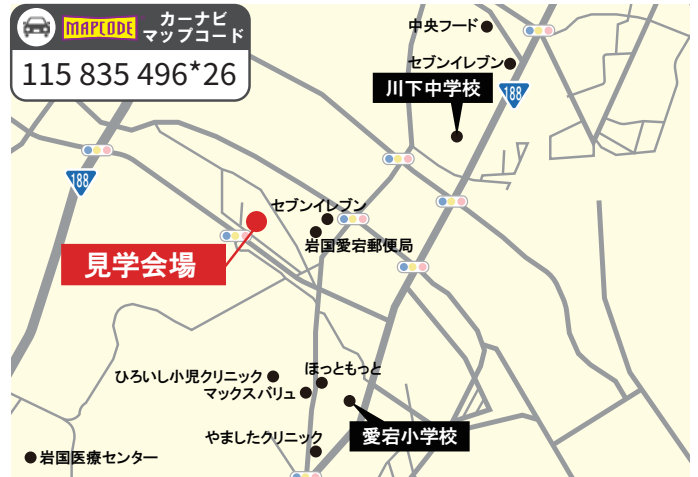 MAPCODE
カーナビ
マップコード
115 835 496*26
中央フード
セブンイレブン
川下中学校
188
188
セブンイレブン
岩国愛宕郵便局
見学会場
ほっともっと
ひろいし小児クリニック
マックスバリュ
愛宕小学校
やましたクリニック
岩国医療センター